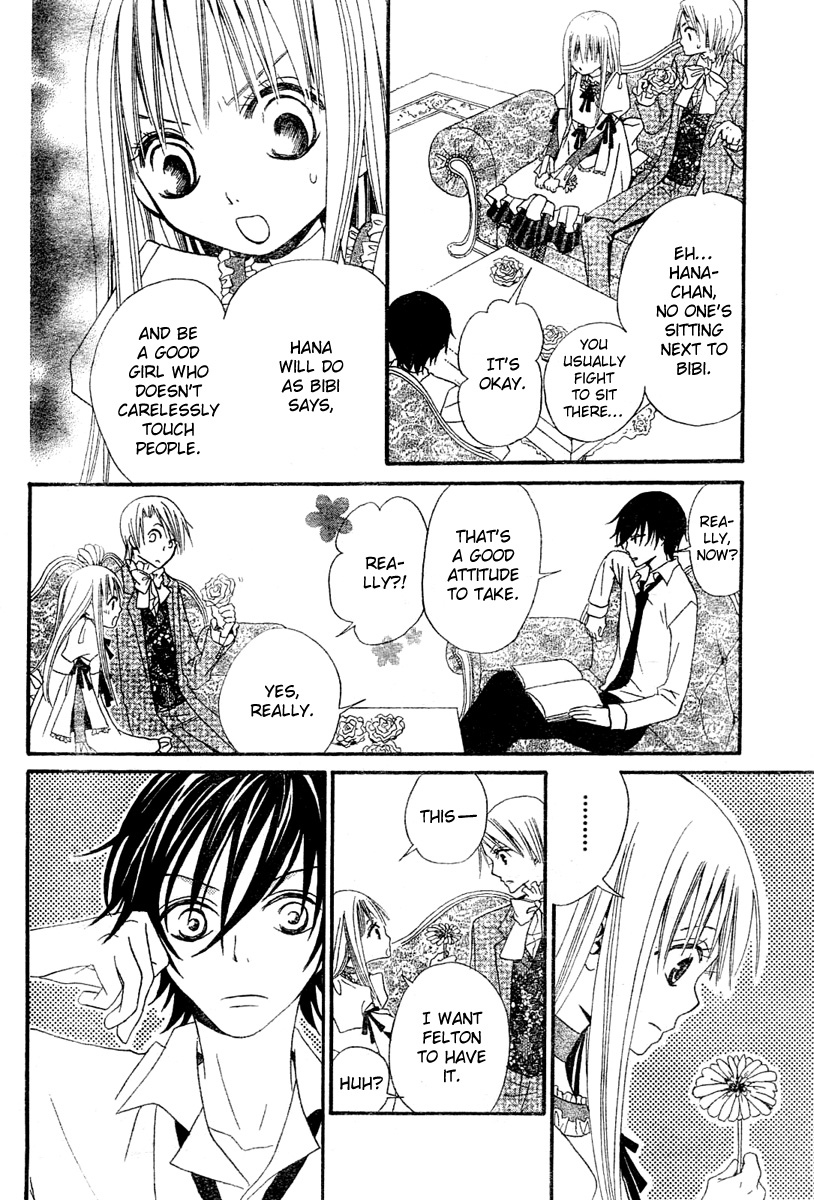 EH...
HANA-
CHAN,
NO ONE'S
SITTING
NEXT TO
BIBI.
YOU
USUALLY
FIGHT
TO SIT
THERE...
IT'S
OKAY.
HANA
WILL DO
AS BIBI
SAYS,
AND BE
A GOOD
GIRL WHO
DOESN'T
CARELESSLY
TOUCH
PEOPLE.
REA-
LLY,
NOW?
THAT'S
A GOOD
ATTITUDE
TO TAKE.
REA-
LLY?!
YES,
REALLY.
.........
THIS—
I WANT
FELTON
TO HAVE
IT.
HUH?